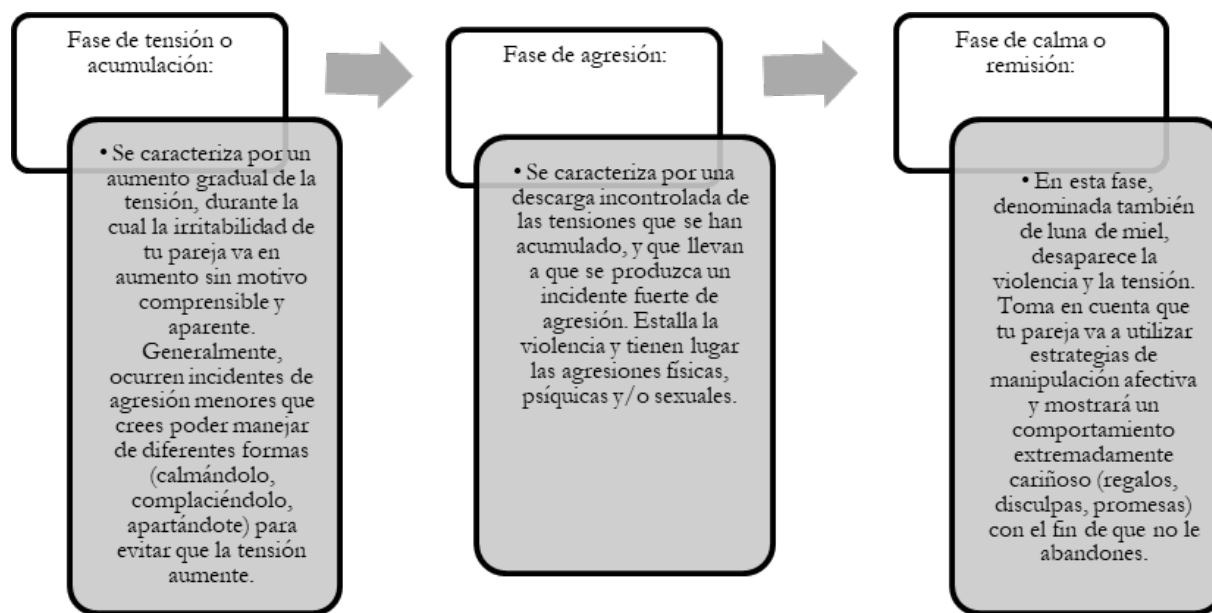 Fase de tensión o
acumulación:
• Se caracteriza por un
aumento gradual de la
tensión, durante la
cual la irritabilidad de
tu pareja va en
aumento sin motivo
comprensible y
aparente.
Generalmente,
ocurren incidentes de
agresión menores que
crees poder manejar
de diferentes formas
(calmándolo,
complaciéndolo,
apartándote) para
evitar que la tensión
aumente.
Fase de agresión:
• Se caracteriza por una
descarga incontrolada de
las tensiones que se han
acumulado, y que llevan
a que se produzca un
incidente fuerte de
agresión. Estalla la
violencia y tienen lugar
las agresiones físicas,
psíquicas y/o sexuales.
Fase de calma o
remisión:
• En esta fase,
denominada también
de luna de miel,
desaparece la
violencia y la tensión.
Toma en cuenta que
tu pareja va a utilizar
estrategias de
manipulación afectiva
y mostrará un
comportamiento
extremadamente
cariñoso (regalos,
disculpas, promesas)
con el fin de que no le
abandones.